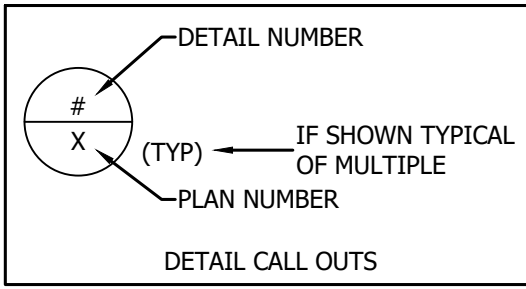 DETAIL NUMBER
#
X
(TYP)
IF SHOWN TYPICAL
OF MULTIPLE
PLAN NUMBER
DETAIL CALL OUTS